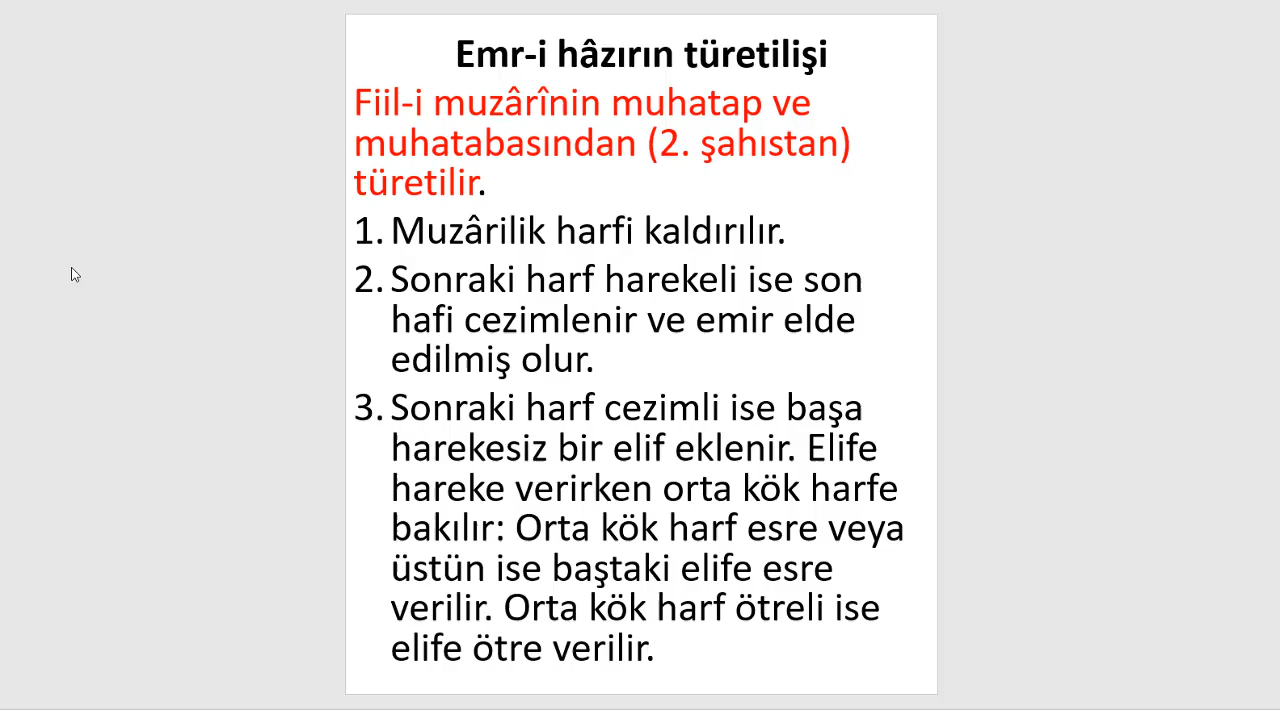 Emr-i hâzırın türetilişi
Fiil-i muzârînin muhatap ve
muhatabasından (2. şahıstan)
türetilir.
1. Muzârilik harfi kaldırılır.
2. Sonraki harf harekeli ise son
hafi cezimlenir ve emir elde
edilmiş olur.
3. Sonraki harf cezimli ise başa
harekesiz bir elif eklenir. Elife
hareke verirken orta kök harfe
bakılır: Orta kök harf esre veya
üstün ise baştaki elife esre
verilir. Orta kök harf ötreli ise
elife ötre verilir.